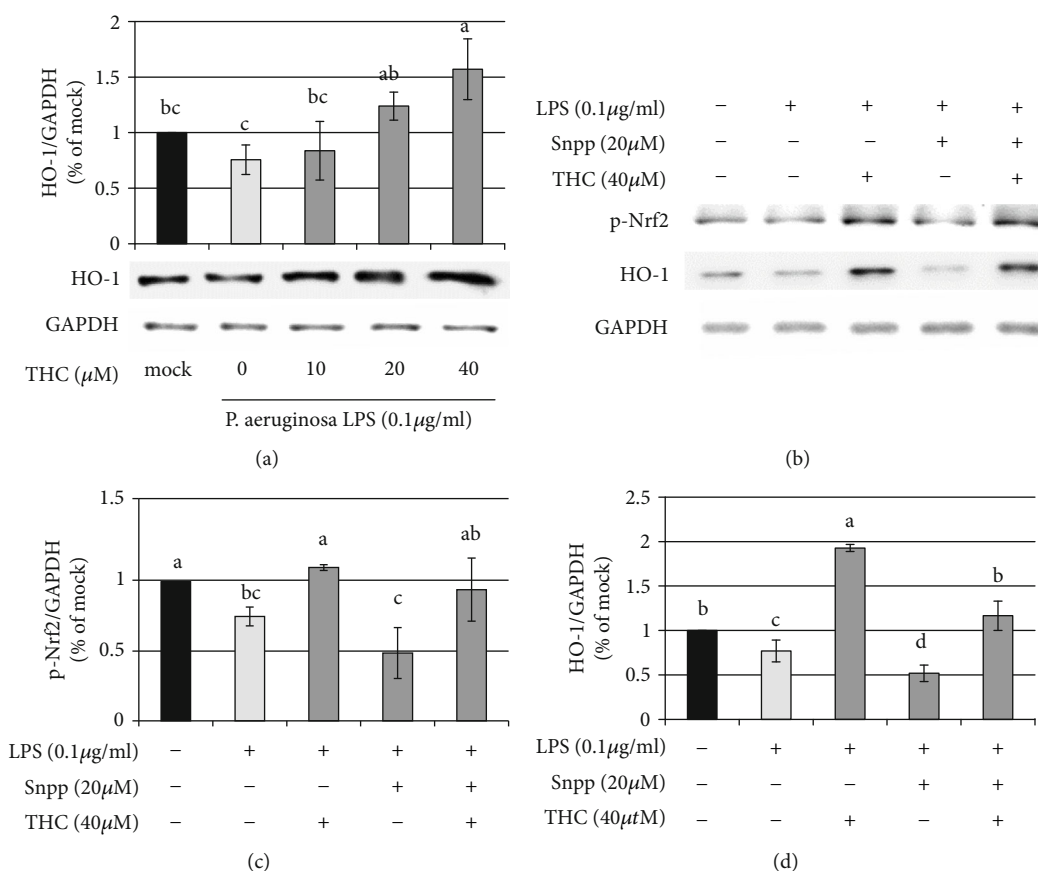 HO-1/GAPDH
(% of mock)
2
1.5
1
0.5
0
bc
c
bc
ab
a
HO-1
GAPDH
THC (μM)
mock
0
10
20
40
P. aeruginosa LPS (0.1μg/ml)
(a)
LPS (0.1μg/ml) − + + + +
Snpp (20μM) − − − + +
THC (40μM) − − + − +
p-Nrf2
HO-1
GAPDH
(b)
p-Nrf2/GAPDH
(% of mock)
1.5
1
0.5
0
a
bc
a
c
ab
LPS (0.1μg/ml) − + + + +
Snpp (20μM) − − − + +
THC (40μM) − − + − +
(c)
HO-1/GAPDH
(% of mock)
2.5
2
1.5
1
0.5
0
b
c
a
d
b
LPS (0.1μg/ml) − + + + +
Snpp (20μM) − − − + +
THC (40μtM) − − + − +
(d)